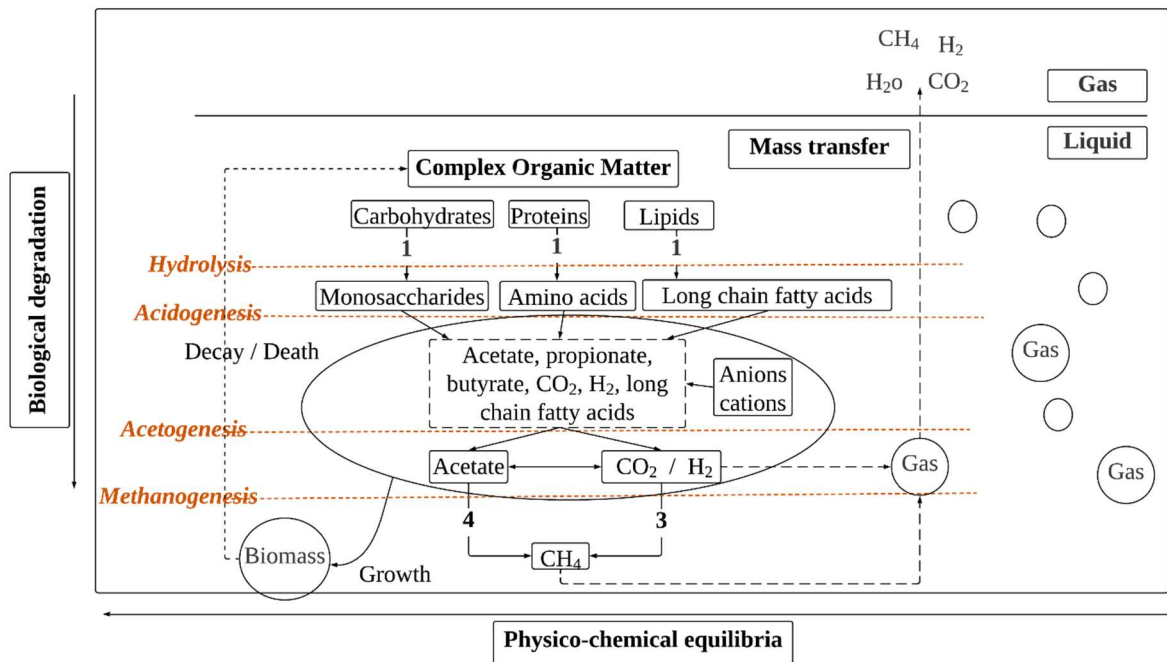 CH₄ H₂
H₂o CO₂
Gas
Mass transfer
Liquid
Complex Organic Matter
Carbohydrates Proteins Lipids
1 1 1
Hydrolysis
Monosaccharides Amino acids Long chain fatty acids
Acidogenesis
Decay / Death
Acetate, propionate,
butyrate, CO₂, H₂, long
chain fatty acids
Anions
cations
Gas
Acetogenesis
Acetate CO₂ / H₂ Gas Gas
Methanogenesis
4 3
CH₄
Biomass
Growth
Biological degradation
Physico-chemical equilibria